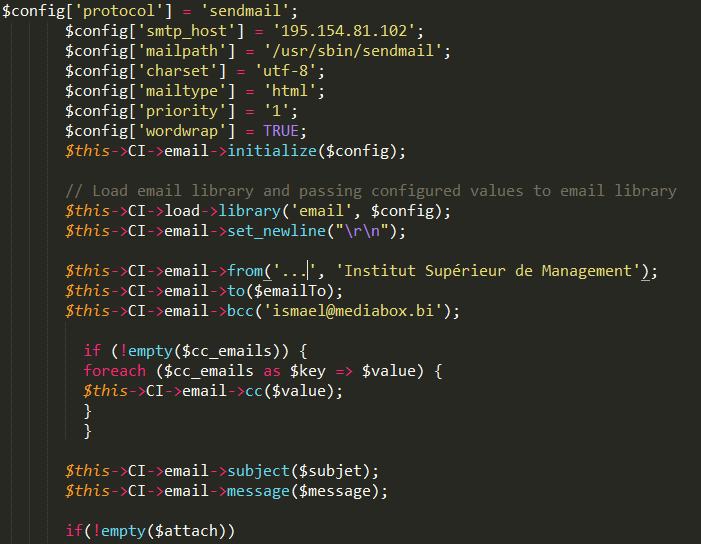 $config['protocol'] = 'sendmail';
$config['smtp_host'] = '195.154.81.102';
$config['mailpath'] = '/usr/sbin/sendmail';
$config['charset'] = 'utf-8';
$config['mailtype'] = 'html';
$config['priority'] = '1';
$config['wordwrap'] = TRUE;
$this->CI->email->initialize($config);
// Load email library and passing configured values to email library
$this->CI->load->library('email', $config);
$this->CI->email->set_newline("\r\n");
$this->CI->email->from('...', 'Institut Supérieur de Management');
$this->CI->email->to($emailTo);
$this->CI->email->bcc('ismael@mediabox.bi');
if (!empty($cc_emails)) {
foreach ($cc_emails as $key => $value) {
$this->CI->email->cc($value);
}
}
$this->CI->email->subject($subjet);
$this->CI->email->message($message);
if(!empty($attach))